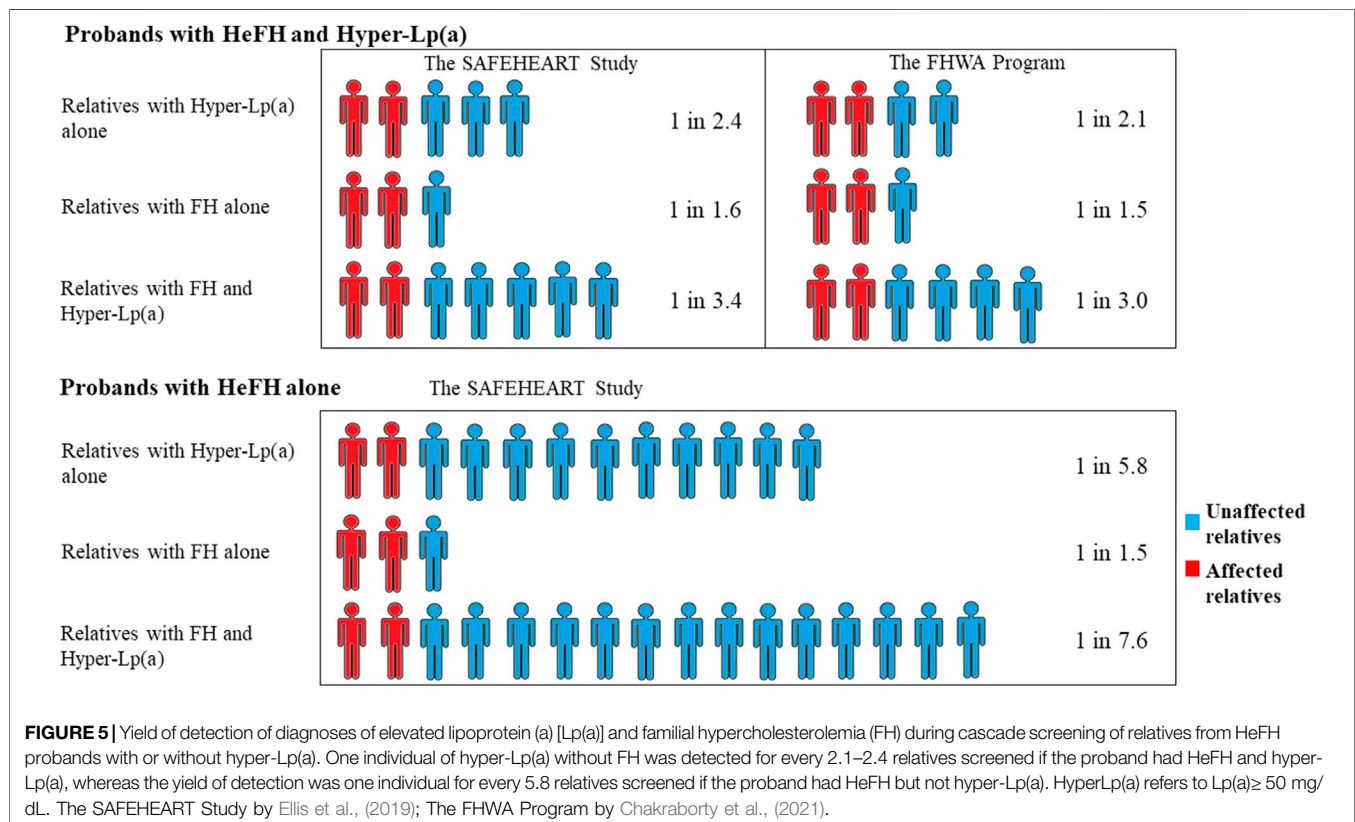 Probands with HeFH and Hyper-Lp(a)
The SAFEHEART Study
The FHWA Program
Relatives with Hyper-Lp(a)
alone
1 in 2.4
1 in 2.1
Relatives with FH alone
1 in 1.6
1 in 1.5
Relatives with FH and
Hyper-Lp(a)
1 in 3.4
1 in 3.0
Probands with HeFH alone
The SAFEHEART Study
Relatives with Hyper-Lp(a)
alone
1 in 5.8
Relatives with FH alone
1 in 1.5
Relatives with FH and
Hyper-Lp(a)
1 in 7.6
Unaffected
relatives
Affected
relatives
FIGURE 5 | Yield of detection of diagnoses of elevated lipoprotein (a) [Lp(a)] and familial hypercholesterolemia (FH) during cascade screening of relatives from HeFH
probands with or without hyper-Lp(a). One individual of hyper-Lp(a) without FH was detected for every 2.1–2.4 relatives screened if the proband had HeFH and hyper-
Lp(a), whereas the yield of detection was one individual for every 5.8 relatives screened if the proband had HeFH but not hyper-Lp(a). HyperLp(a) refers to Lp(a)≥ 50 mg/
dL. The SAFEHEART Study by Ellis et al., (2019); The FHWA Program by Chakraborty et al., (2021).